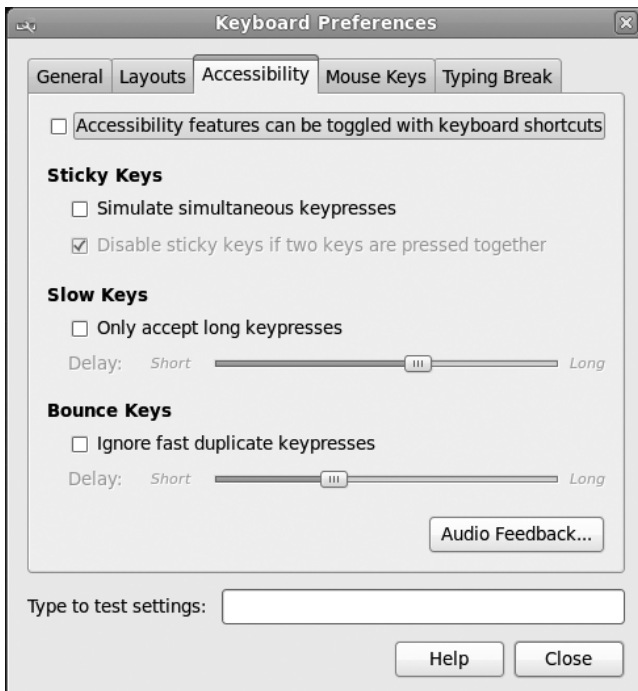 Keyboard Preferences
General Layouts Accessibility Mouse Keys Typing Break
Accessibility features can be toggled with keyboard shortcuts
Sticky Keys
Simulate simultaneous keypresses
Disable sticky keys if two keys are pressed together
Slow Keys
Only accept long keypresses
Delay: Short Long
Bounce Keys
Ignore fast duplicate keypresses
Delay: Short Long
Audio Feedback...
Type to test settings:
Help Close